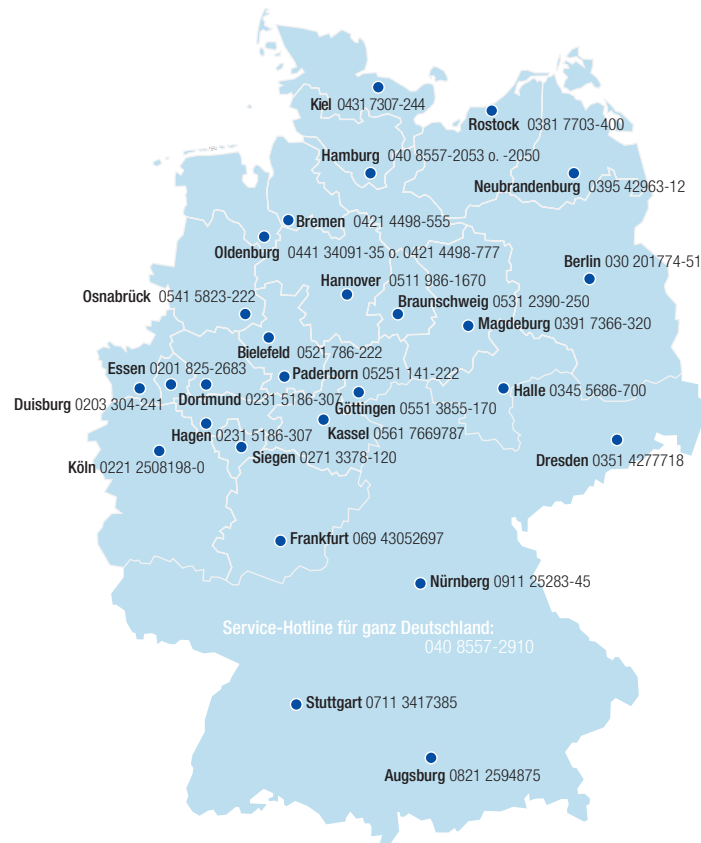 Kiel 0431 7307-244
Rostock 0381 7703-400
Hamburg 040 8557-2053 o. -2050
Neubrandenburg 0395 42963-12
Bremen 0421 4498-555
Oldenburg 0441 34091-35 o. 0421 4498-777
Berlin 030 201774-51
Hannover 0511 986-1670
Osnabrück 0541 5823-222
Braunschweig 0531 2390-250
Magdeburg 0391 7366-320
Bielefeld 0521 786-222
Essen 0201 825-2683
Paderborn 05251 141-222
Duisburg 0203 304-241
Dortmund 0231 5186-307
Halle 0345 5686-700
Göttingen 0551 3855-170
Hagen 0231 5186-307
Kassel 0561 7669787
Köln 0221 2508198-0
Siegen 0271 3378-120
Dresden 0351 4277718
Frankfurt 069 43052697
Nürnberg 0911 25283-45
Service-Hotline für ganz Deutschland:
040 8557-2910
Stuttgart 0711 3417385
Augsburg 0821 2594875